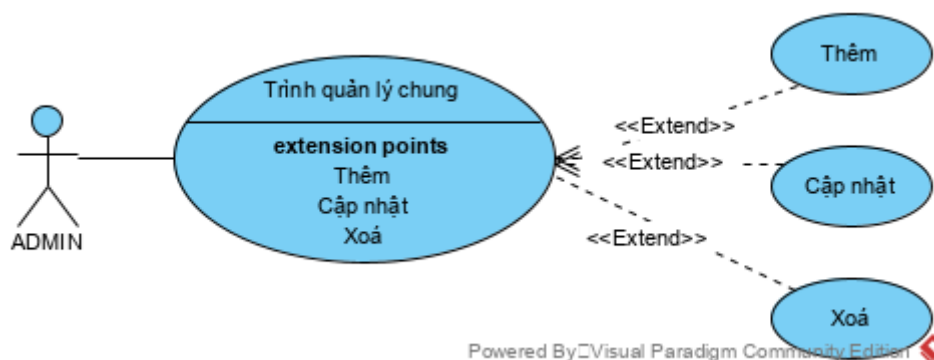 Thêm
Trình quản lý chung
<<Extend>>
extension points
<<Extend>>
Thêm
Cập nhật
Cập nhật
ADMIN
Xoá
<<Extend>>
Xoá
Powered By Visual Paradigm Community Edition